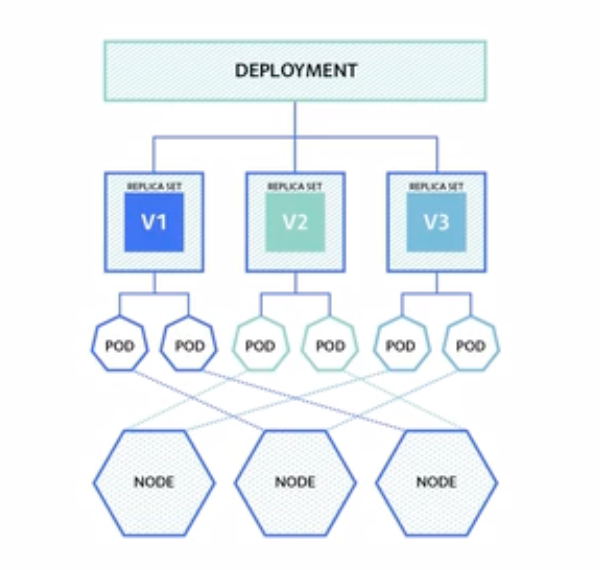 DEPLOYMENT
REPLICA SET
REPLICA SET
REPLICA SET
V1
V2
V3
POD
POD
POD
POD
POD
POD
NODE
NODE
NODE